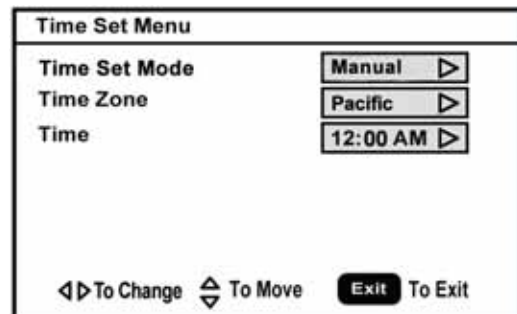 Time Set Menu
Time Set Mode Manual
Time Zone Pacific
Time 12:00 AM
To Change To Move Exit To Exit